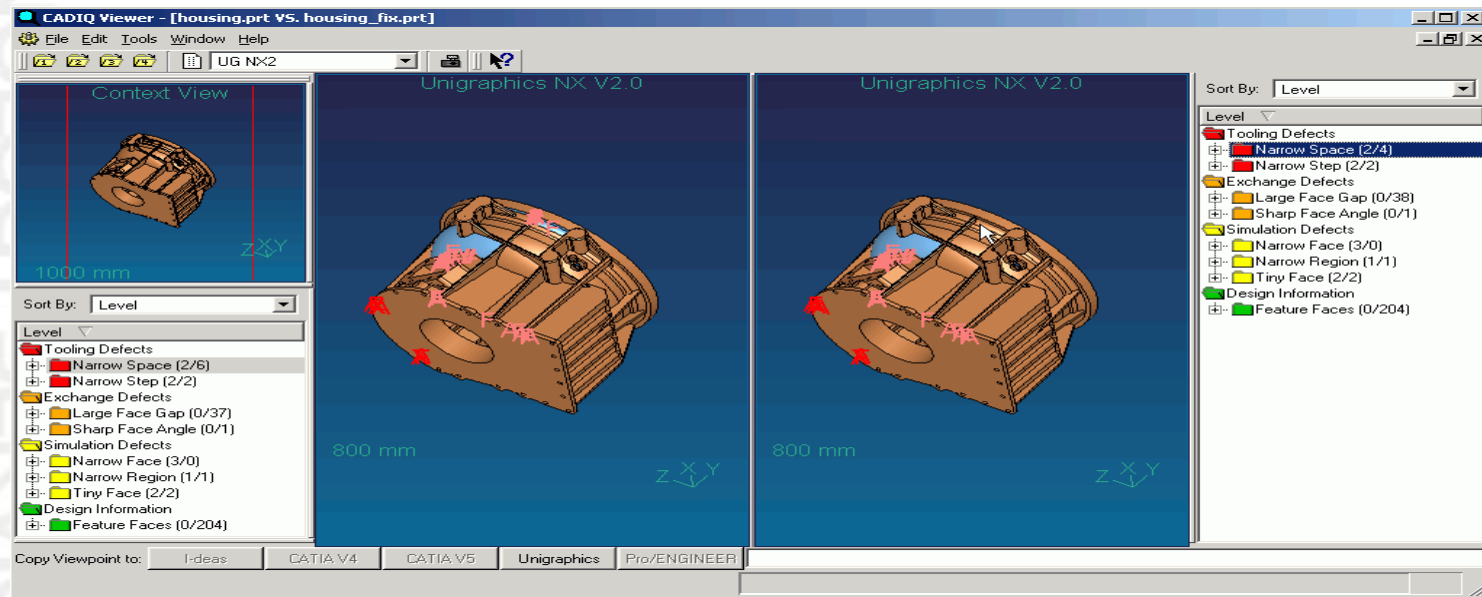 CADIQ Viewer - [housing.prt VS. housing_fix.prt]
File Edit Tools Window Help
1 2 3 4 UG NX2
Context View
Z X Y
1000 mm
Sort By: Level
Level
Tooling Defects
Narrow Space (2/6)
Narrow Step (2/2)
Exchange Defects
Large Face Gap (0/37)
Sharp Face Angle (0/1)
Simulation Defects
Narrow Face (3/0)
Narrow Region (1/1)
Tiny Face (2/2)
Design Information
Feature Faces (0/204)
Unigraphics NX V2.0
800 mm
Z X Y
Unigraphics NX V2.0
800 mm
Z X Y
Sort By: Level
Level
Tooling Defects
Narrow Space (2/4)
Narrow Step (2/2)
Exchange Defects
Large Face Gap (0/38)
Sharp Face Angle (0/1)
Simulation Defects
Narrow Face (3/0)
Narrow Region (1/1)
Tiny Face (2/2)
Design Information
Feature Faces (0/204)
Copy Viewpoint to: I-deas CATIA V4 CATIA V5 Unigraphics Pro/ENGINEER